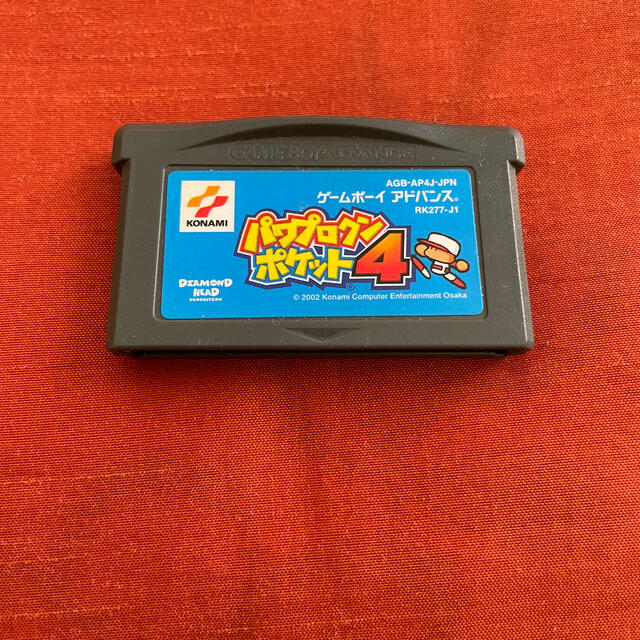 GAME BOY ADVANCE
AGB-AP4J-JPN
ゲームボーイ アドバンス®
RK277-J1
KONAMI
パワプロクン
ポケット4®
DIAMOND
HEAD
PRODUCTION
© 2002 Konami Computer Entertainment Osaka